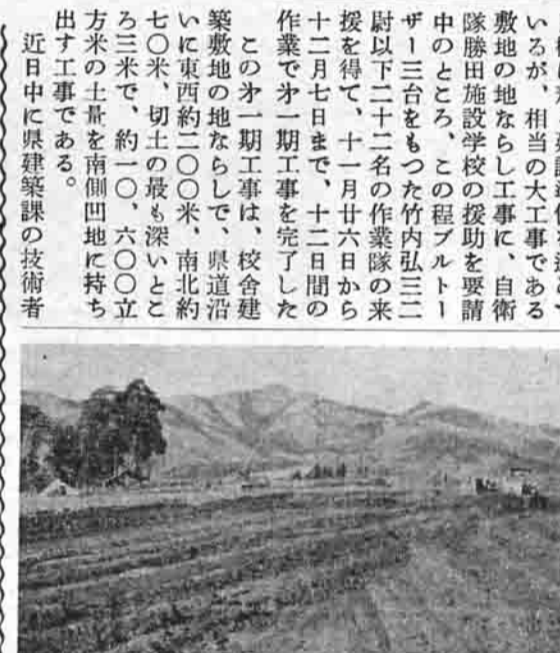 いるが、相当の大工事である
敷地の地ならし工事に、自衛
隊勝田施設学校の援助を要請
中のところ、この程ブルトー
ザー三台をもつた竹内弘三二
尉以下二十二名の作業隊の来
援を得て、十一月廿六日から
十二月七日まで、十二日間の
作業で才一期工事を完了した
この才一期工事は、校舎建
築敷地の地ならしで、県道沿
いに東西約二〇〇米、南北約
七〇米、切土の最も深いとこ
ろ三米で、約一〇、六〇〇立
方米の土量を南側凹地に持ち
出す工事である。
近日中に県建築課の技術者